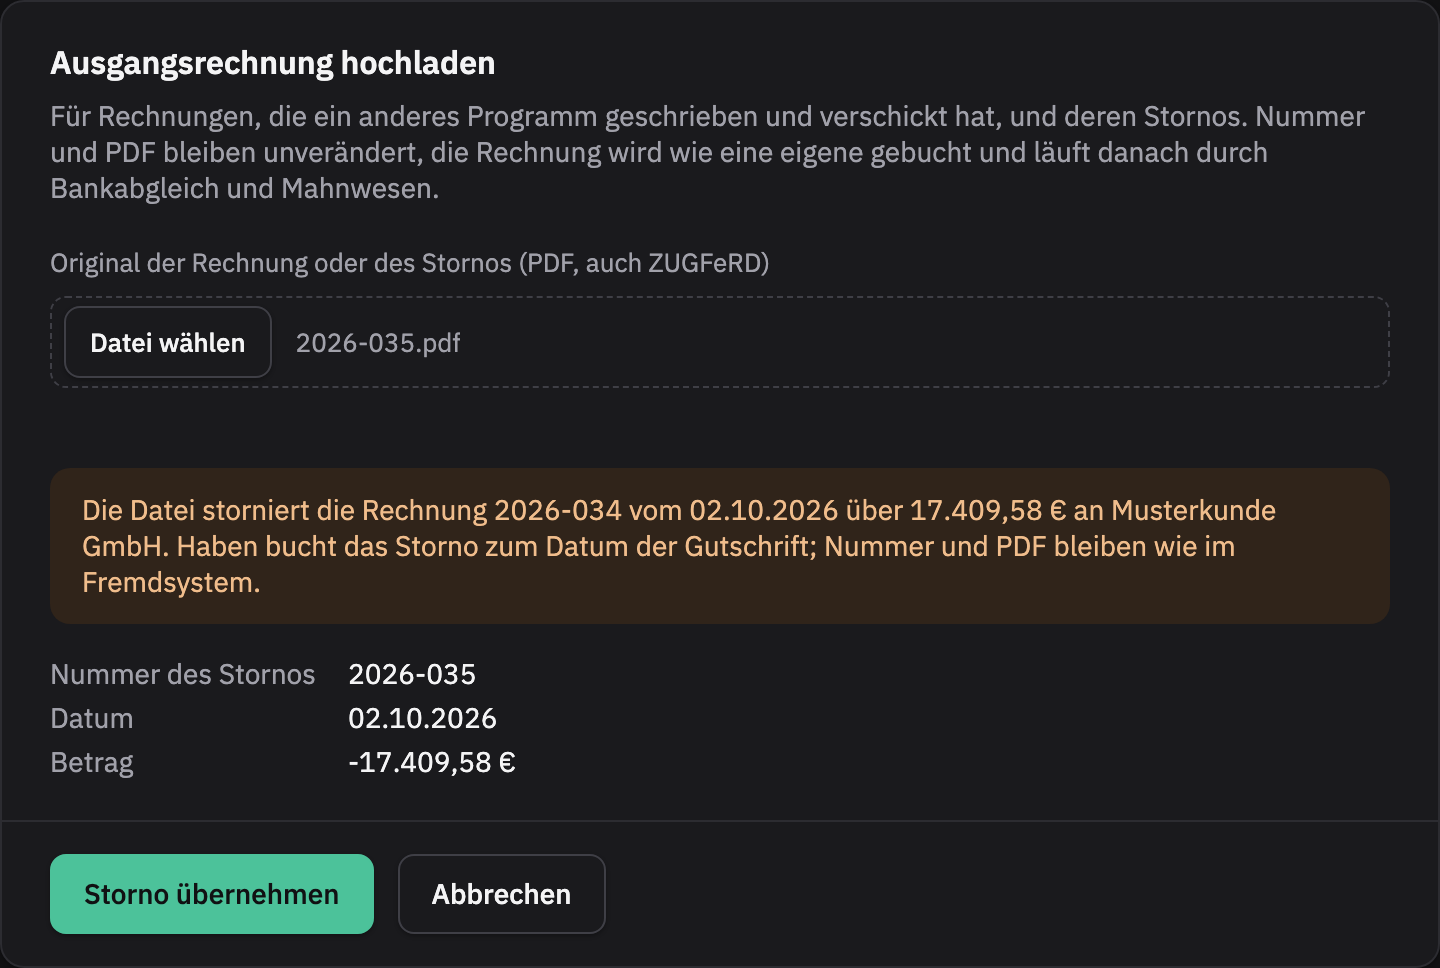 Ausgangsrechnung hochladen
Für Rechnungen, die ein anderes Programm geschrieben und verschickt hat, und deren Stornos. Nummer
und PDF bleiben unverändert, die Rechnung wird wie eine eigene gebucht und läuft danach durch
Bankabgleich und Mahnwesen.
Original der Rechnung oder des Stornos (PDF, auch ZUGFeRD)
Datei wählen 2026-035.pdf
Die Datei storniert die Rechnung 2026-034 vom 02.10.2026 über 17.409,58 € an Musterkunde
GmbH. Haben bucht das Storno zum Datum der Gutschrift; Nummer und PDF bleiben wie im
Fremdsystem.
Nummer des Stornos 2026-035
Datum 02.10.2026
Betrag -17.409,58 €
Storno übernehmen Abbrechen